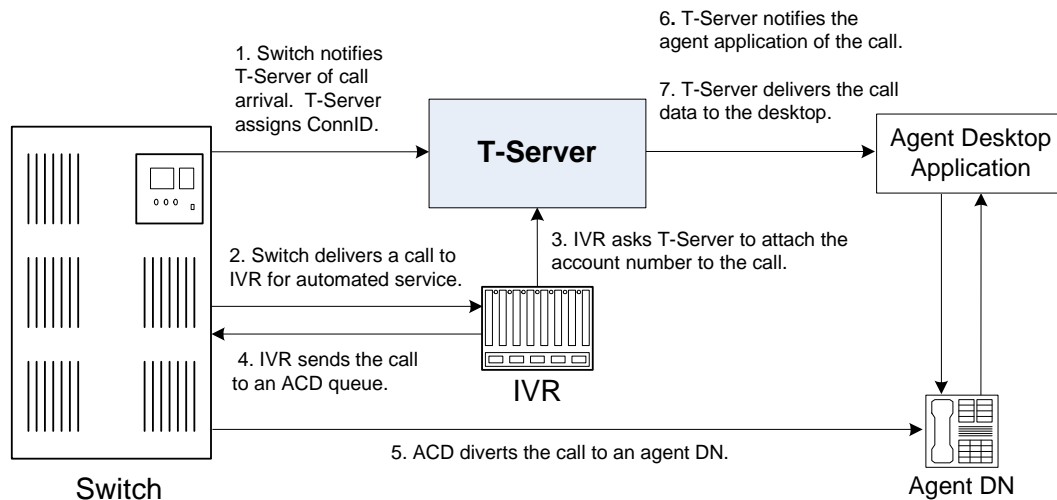 1. Switch notifies
T-Server of call
arrival.  T-Server
assigns ConnID.
6. T-Server notifies the
agent application of the call.
7. T-Server delivers the call
data to the desktop.
T-Server
Agent Desktop
Application
2. Switch delivers a call to
IVR for automated service.
3. IVR asks T-Server to attach the
account number to the call.
4. IVR sends the call
to an ACD queue.
IVR
5. ACD diverts the call to an agent DN.
Switch
Agent DN